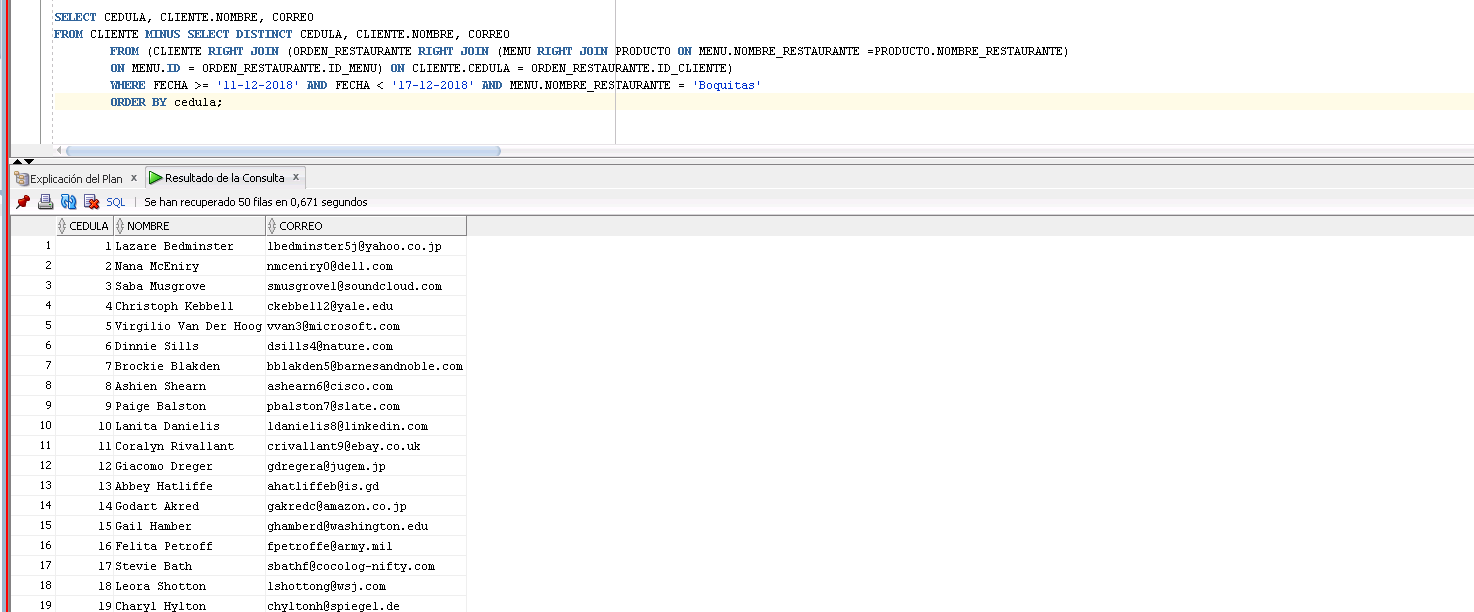 SELECT CEDULA, CLIENTE.NOMBRE, CORREO
FROM CLIENTE MINUS SELECT DISTINCT CEDULA, CLIENTE.NOMBRE, CORREO
FROM (CLIENTE RIGHT JOIN (ORDEN_RESTAURANTE RIGHT JOIN (MENU RIGHT JOIN PRODUCTO ON MENU.NOMBRE_RESTAURANTE =PRODUCTO.NOMBRE_RESTAURANTE)
ON MENU.ID = ORDEN_RESTAURANTE.ID_MENU) ON CLIENTE.CEDULA = ORDEN_RESTAURANTE.ID_CLIENTE)
WHERE FECHA >= '11-12-2018' AND FECHA < '17-12-2018' AND MENU.NOMBRE_RESTAURANTE = 'Boquitas'
ORDER BY cedula;
Explicación del Plan x Resultado de la Consulta x
SQL | Se han recuperado 50 filas en 0,671 segundos
CEDULA NOMBRE CORREO
1 1 Lazare Bedminster lbedminster5j@yahoo.co.jp
2 2 Nana McEniry nmceniry0@dell.com
3 3 Saba Musgrove smusgrove1@soundcloud.com
4 4 Christoph Kebbell ckebbell2@yale.edu
5 5 Virgilio Van Der Hoog vvan3@microsoft.com
6 6 Dinnie Sills dsills4@nature.com
7 7 Brockie Blakden bblakden5@barnesandnoble.com
8 8 Ashien Shearn ashearn6@cisco.com
9 9 Paige Balston pbalston7@slate.com
10 10 Lanita Danielis ldanielis8@linkedin.com
11 11 Coralyn Rivallant crivallant9@ebay.co.uk
12 12 Giacomo Dreger gdregera@jugem.jp
13 13 Abbey Hatliffe ahatliffeb@is.gd
14 14 Godart Akred gakredc@amazon.co.jp
15 15 Gail Hamber ghamberd@washington.edu
16 16 Felita Petroff fpetroffe@army.mil
17 17 Stevie Bath sbathf@cocolog-nifty.com
18 18 Leora Shotton lshottong@wsj.com
19 19 Charyl Hylton chyltonh@spiegel.de